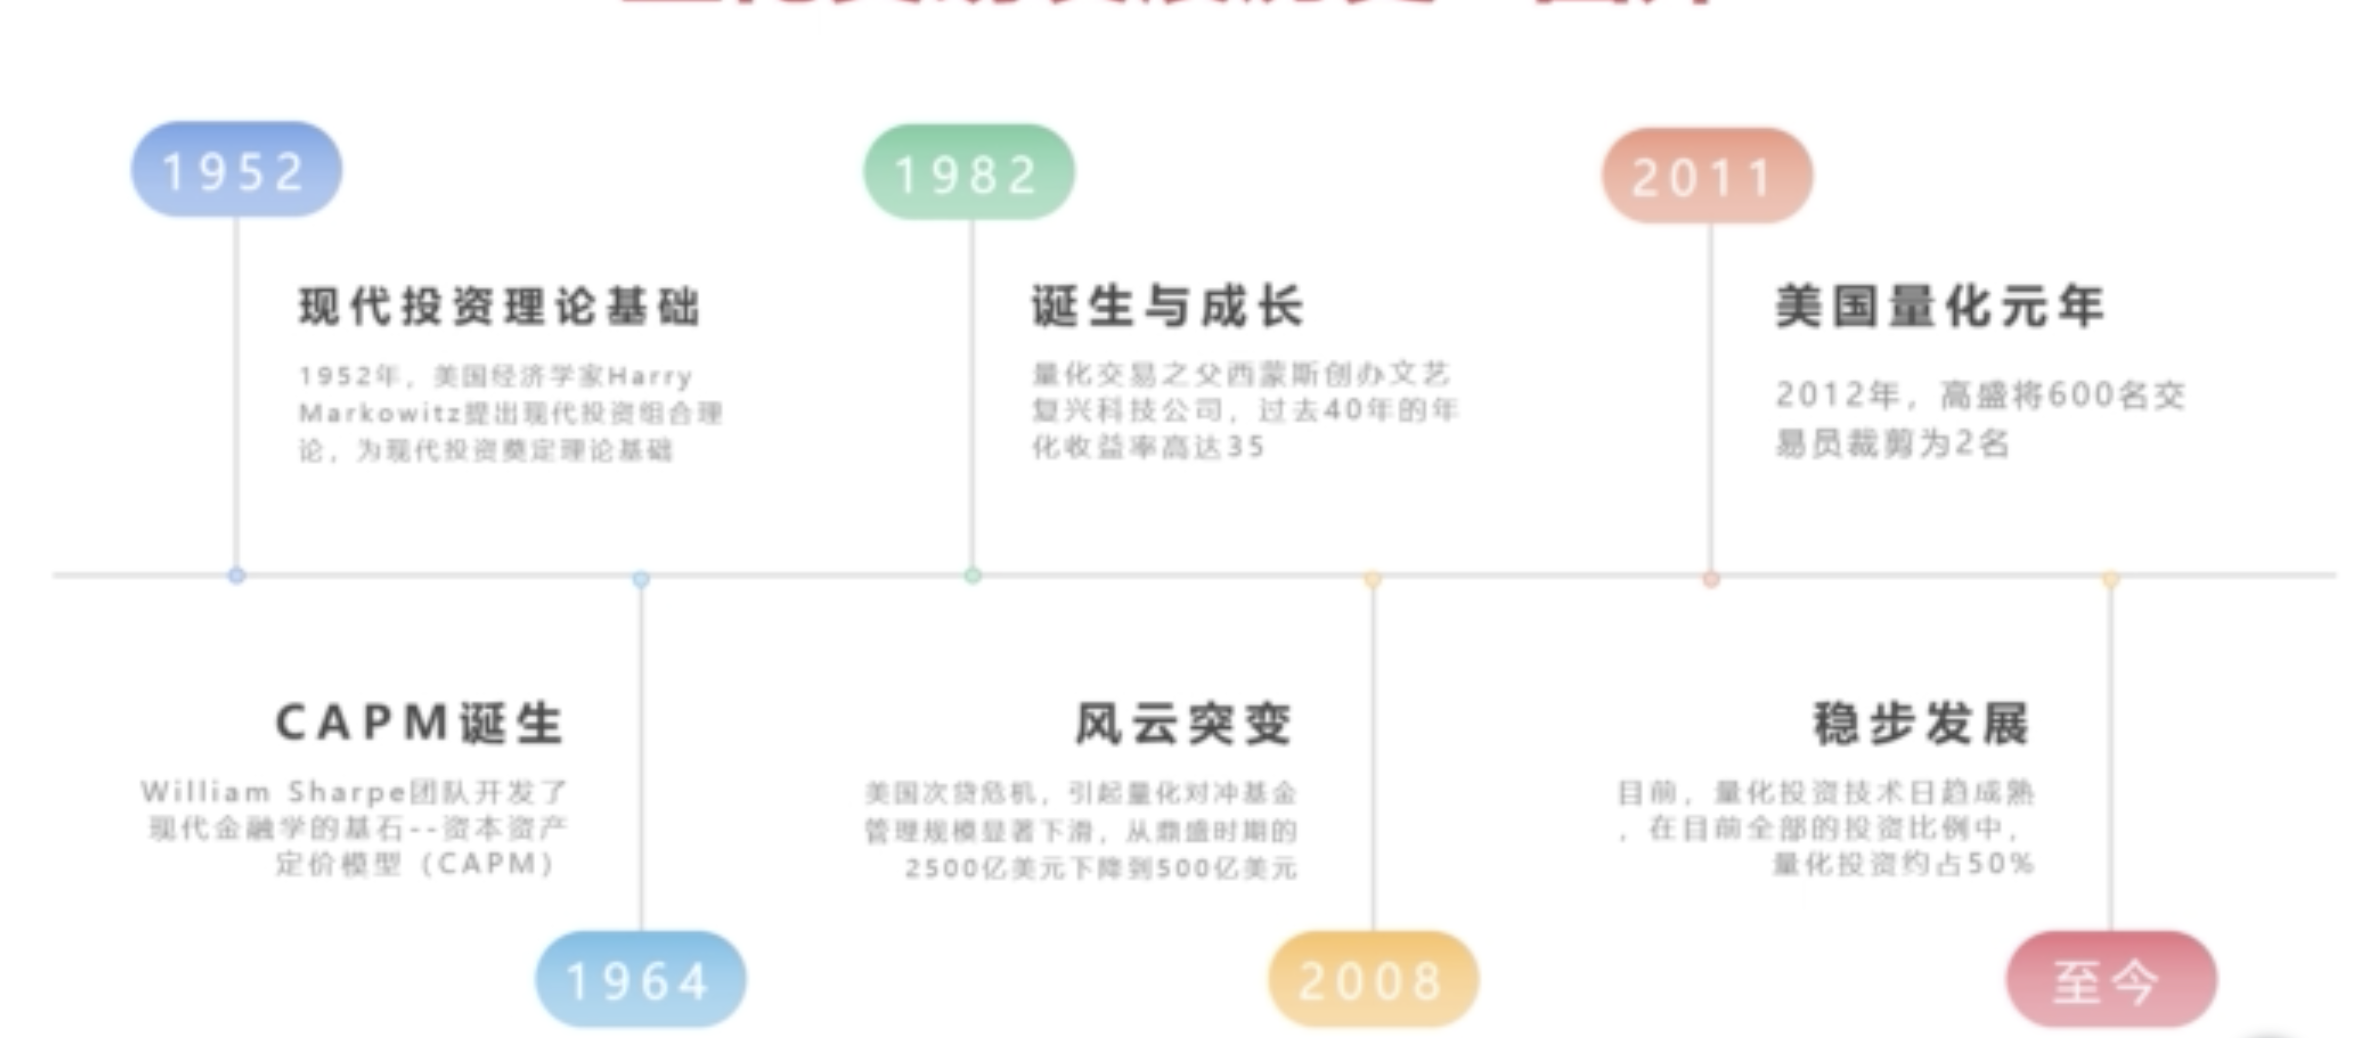 1952
现代投资理论基础
1952年，美国经济学家Harry
Markowitz提出现代投资组合理
论，为现代投资奠定理论基础
CAPM诞生
William Sharpe团队开发了
现代金融学的基石--资本资产
定价模型（CAPM）
1964
1982
诞生与成长
量化交易之父西蒙斯创办文艺
复兴科技公司，过去40年的年
化收益率高达35
风云突变
美国次贷危机，引起量化对冲基金
管理规模显著下滑，从鼎盛时期的
2500亿美元下降到500亿美元
2008
2011
美国量化元年
2012年，高盛将600名交
易员裁剪为2名
稳步发展
目前，量化投资技术日趋成熟
，在目前全部的投资比例中，
量化投资约占50%
至今